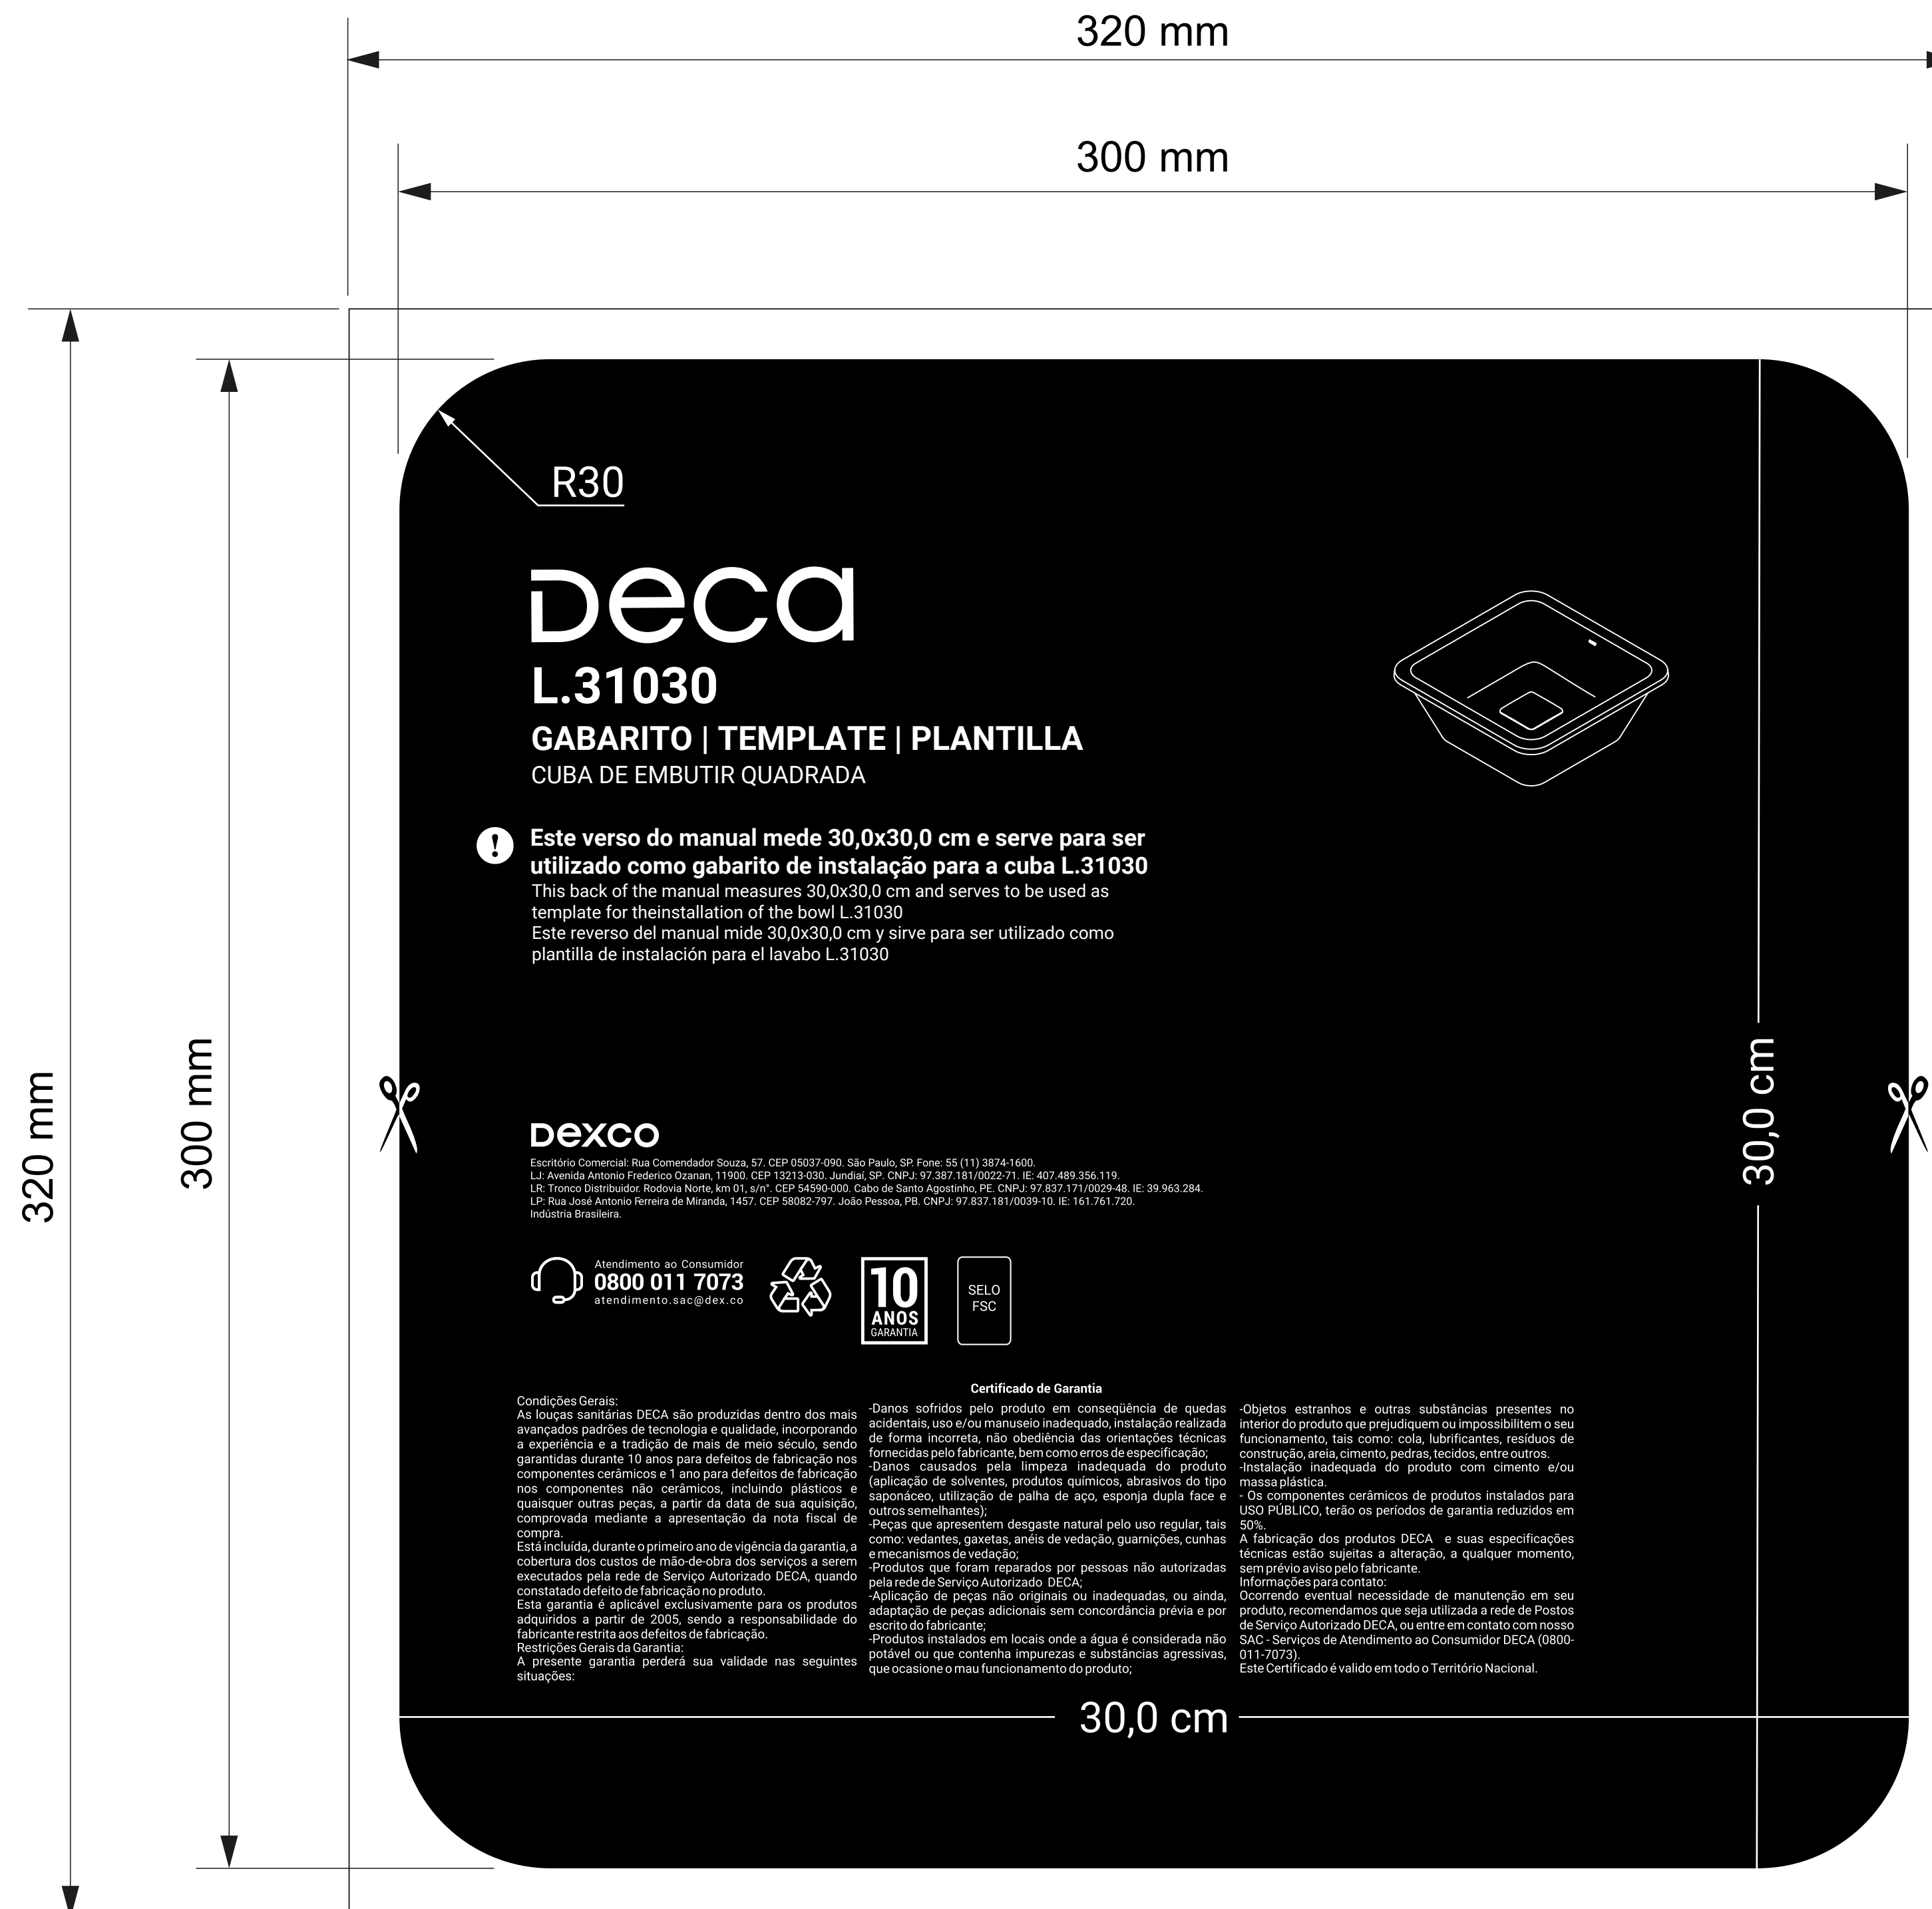 320 mm
300 mm
320 mm
300 mm
R30
Deca
L.31030
GABARITO | TEMPLATE | PLANTILLA
CUBA DE EMBUTIR QUADRADA
!
Este verso do manual mede 30,0x30,0 cm e serve para ser
utilizado como gabarito de instalação para a cuba L.31030
This back of the manual measures 30,0x30,0 cm and serves to be used as
template for theinstallation of the bowl L.31030
Este reverso del manual mide 30,0x30,0 cm y sirve para ser utilizado como
plantilla de instalación para el lavabo L.31030
30,0 cm
Dexco
Escritório Comercial: Rua Comendador Souza, 57. CEP 05037-090. São Paulo, SP. Fone: 55 (11) 3874-1600.
LJ: Avenida Antonio Frederico Ozanan, 11900. CEP 13213-030. Jundiaí, SP. CNPJ: 97.387.181/0022-71. IE: 407.489.356.119.
LR: Tronco Distribuidor. Rodovia Norte, km 01, s/n°. CEP 54590-000. Cabo de Santo Agostinho, PE. CNPJ: 97.837.171/0029-48. IE: 39.963.284.
LP: Rua José Antonio Ferreira de Miranda, 1457. CEP 58082-797. João Pessoa, PB. CNPJ: 97.837.181/0039-10. IE: 161.761.720.
Indústria Brasileira.
Atendimento ao Consumidor
0800 011 7073
atendimento.sac@dex.co
10
ANOS
GARANTIA
SELO
FSC
Certificado de Garantia
Condições Gerais:
As louças sanitárias DECA são produzidas dentro dos mais
avançados padrões de tecnologia e qualidade, incorporando
a experiência e a tradição de mais de meio século, sendo
garantidas durante 10 anos para defeitos de fabricação nos
componentes cerâmicos e 1 ano para defeitos de fabricação
nos componentes não cerâmicos, incluindo plásticos e
quaisquer outras peças, a partir da data de sua aquisição,
comprovada mediante a apresentação da nota fiscal de
compra.
Está incluída, durante o primeiro ano de vigência da garantia, a
cobertura dos custos de mão-de-obra dos serviços a serem
executados pela rede de Serviço Autorizado DECA, quando
constatado defeito de fabricação no produto.
Esta garantia é aplicável exclusivamente para os produtos
adquiridos a partir de 2005, sendo a responsabilidade do
fabricante restrita aos defeitos de fabricação.
Restrições Gerais da Garantia:
A presente garantia perderá sua validade nas seguintes
situações:
-Danos sofridos pelo produto em conseqüência de quedas
acidentais, uso e/ou manuseio inadequado, instalação realizada
de forma incorreta, não obediência das orientações técnicas
fornecidas pelo fabricante, bem como erros de especificação;
-Danos causados pela limpeza inadequada do produto
(aplicação de solventes, produtos químicos, abrasivos do tipo
saponáceo, utilização de palha de aço, esponja dupla face e
outros semelhantes);
-Peças que apresentem desgaste natural pelo uso regular, tais
como: vedantes, gaxetas, anéis de vedação, guarnições, cunhas
e mecanismos de vedação;
-Produtos que foram reparados por pessoas não autorizadas
pela rede de Serviço Autorizado DECA;
-Aplicação de peças não originais ou inadequadas, ou ainda,
adaptação de peças adicionais sem concordância prévia e por
escrito do fabricante;
-Produtos instalados em locais onde a água é considerada não
potável ou que contenha impurezas e substâncias agressivas,
que ocasione o mau funcionamento do produto;
-Objetos estranhos e outras substâncias presentes no
interior do produto que prejudiquem ou impossibilitem o seu
funcionamento, tais como: cola, lubrificantes, resíduos de
construção, areia, cimento, pedras, tecidos, entre outros.
-Instalação inadequada do produto com cimento e/ou
massa plástica.
- Os componentes cerâmicos de produtos instalados para
USO PÚBLICO, terão os períodos de garantia reduzidos em
50%.
A fabricação dos produtos DECA e suas especificações
técnicas estão sujeitas a alteração, a qualquer momento,
sem prévio aviso pelo fabricante.
Informações para contato:
Ocorrendo eventual necessidade de manutenção em seu
produto, recomendamos que seja utilizada a rede de Postos
de Serviço Autorizado DECA, ou entre em contato com nosso
SAC - Serviços de Atendimento ao Consumidor DECA (0800-
011-7073).
Este Certificado é valido em todo o Território Nacional.
30,0 cm